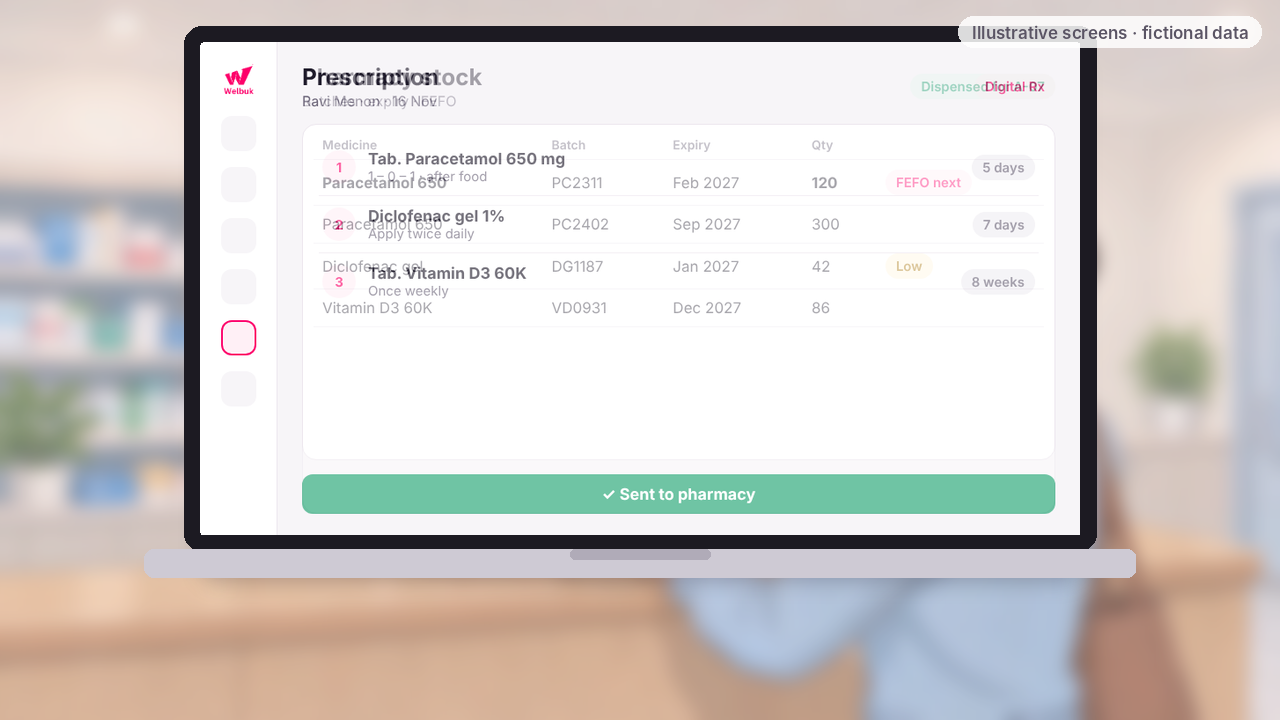 Illustrative screens · fictional data
Welbuk
Prescription
Digital Rx
Medicine Batch Expiry Qty
1 Tab. Paracetamol 650 mg 5 days
1 – 0 – 1 · after food
Paracetamol 650 PC2311 Feb 2027 120 FEFO next
2 Diclofenac gel 1% 7 days
Paracetamol 650 PC2402 Sep 2027 300
Apply twice daily
Diclofenac gel DG1187 Jan 2027 42 Low
3 Tab. Vitamin D3 60K 8 weeks
Once weekly
Vitamin D3 60K VD0931 Dec 2027 86
✓ Sent to pharmacy